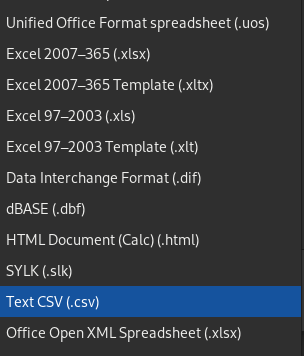 Unified Office Format spreadsheet (.uos)
Excel 2007–365 (.xlsx)
Excel 2007–365 Template (.xltx)
Excel 97–2003 (.xls)
Excel 97–2003 Template (.xlt)
Data Interchange Format (.dif)
dBASE (.dbf)
HTML Document (Calc) (.html)
SYLK (.slk)
Text CSV (.csv)
Office Open XML Spreadsheet (.xlsx)